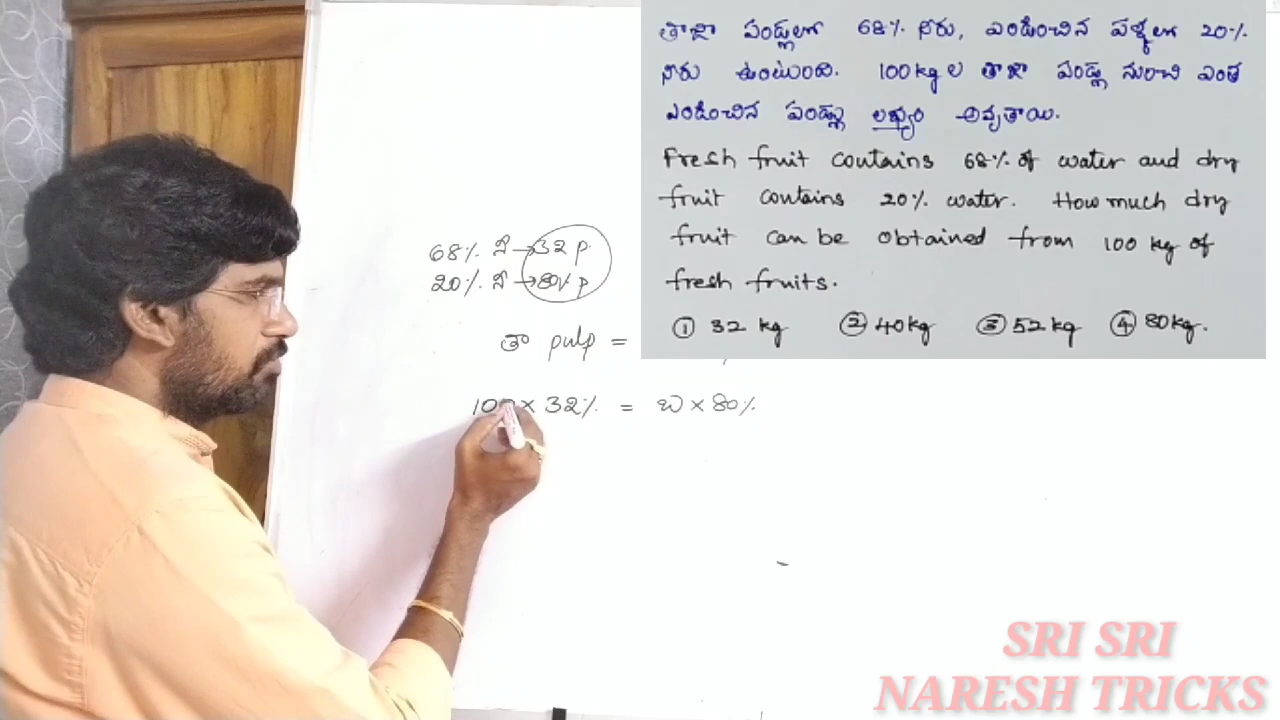 తాజా పండ్లలో 68% నీరు, ఎండించిన పళ్ళలో 20%
నీరు ఉంటుంది. 100kg ల తాజా పండ్ల నుంచి ఎంత
ఎండించిన పండ్లు లభ్యం అవుతాయి.
Fresh fruit contains 68% of water and dry
fruit contains 20% water. How much dry
fruit can be obtained from 100 kg of
fresh fruits.
① 32 kg ② 40kg ③ 52kg ④ 80kg.
68% నీ → 32 p.
20% నీ → 80% p
తా pulp =
100 × 32% = × 80%
SRI SRI
NARESH TRICKS